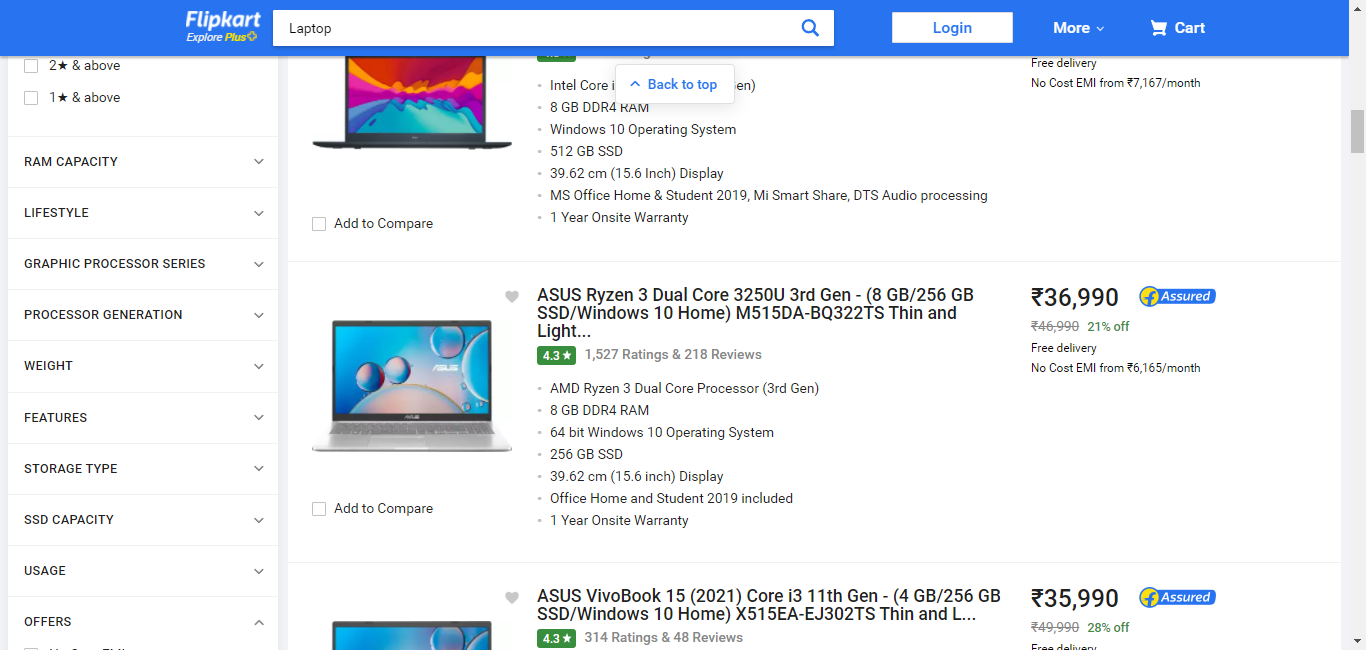 Flipkart
Explore Plus
Laptop
Login
More
Cart
2★ & above
1★ & above
RAM CAPACITY
LIFESTYLE
GRAPHIC PROCESSOR SERIES
PROCESSOR GENERATION
WEIGHT
FEATURES
STORAGE TYPE
SSD CAPACITY
USAGE
OFFERS
Back to top
Intel Core
8 GB DDR4 RAM
Windows 10 Operating System
512 GB SSD
39.62 cm (15.6 Inch) Display
MS Office Home & Student 2019, Mi Smart Share, DTS Audio processing
1 Year Onsite Warranty
Add to Compare
Free delivery
No Cost EMI from ₹7,167/month
ASUS Ryzen 3 Dual Core 3250U 3rd Gen - (8 GB/256 GB
SSD/Windows 10 Home) M515DA-BQ322TS Thin and
Light...
4.3★ 1,527 Ratings & 218 Reviews
AMD Ryzen 3 Dual Core Processor (3rd Gen)
8 GB DDR4 RAM
64 bit Windows 10 Operating System
256 GB SSD
39.62 cm (15.6 inch) Display
Office Home and Student 2019 included
1 Year Onsite Warranty
Add to Compare
ASUS
₹36,990
Assured
₹46,990 21% off
Free delivery
No Cost EMI from ₹6,165/month
ASUS VivoBook 15 (2021) Core i3 11th Gen - (4 GB/256 GB
SSD/Windows 10 Home) X515EA-EJ302TS Thin and L...
4.3★ 314 Ratings & 48 Reviews
₹35,990
Assured
₹49,990 28% off
Free delivery